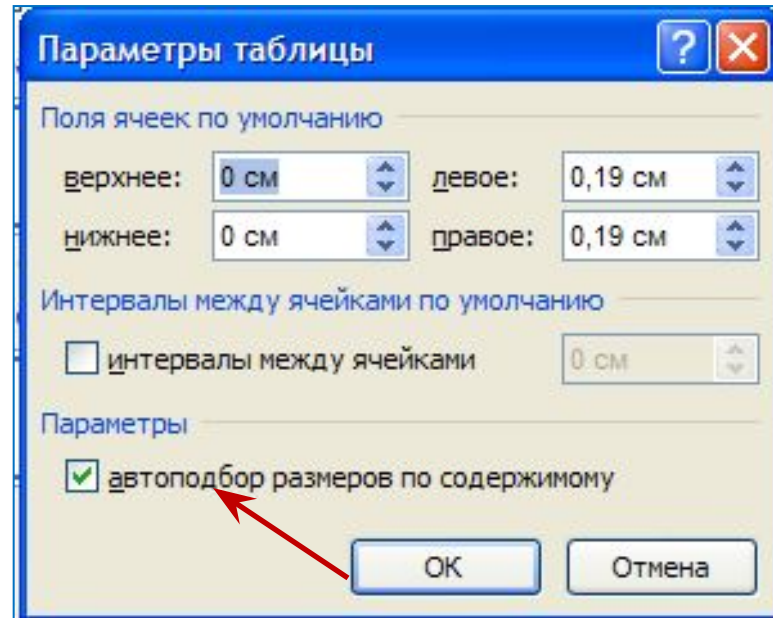 Параметры таблицы
Поля ячеек по умолчанию
верхнее: 0 см левое: 0,19 см
нижнее: 0 см правое: 0,19 см
Интервалы между ячейками по умолчанию
интервалы между ячейками 0 см
Параметры
автоподбор размеров по содержимому
ОК Отмена